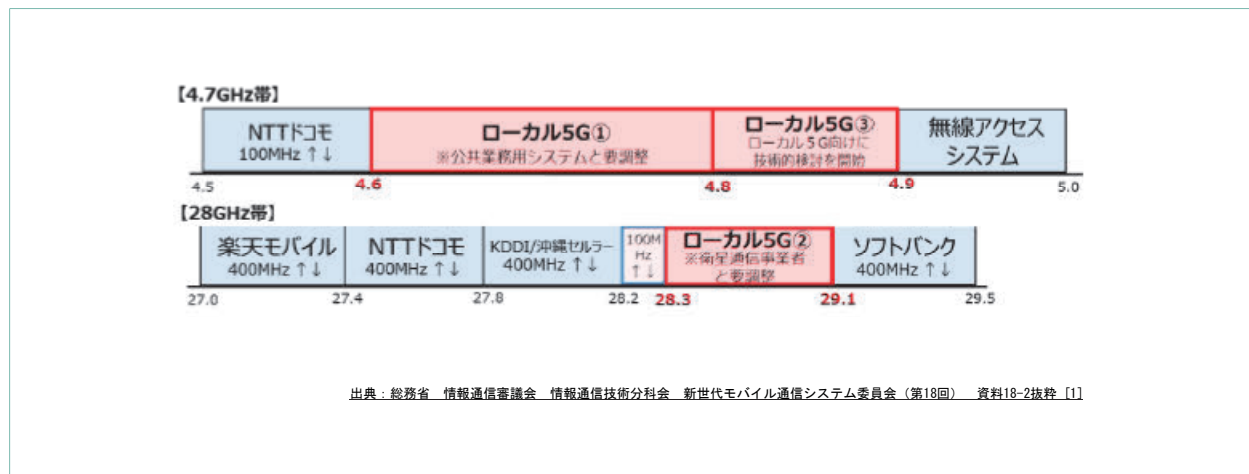 【4.7GHz帯】
NTTドコモ
100MHz ↑↓
ローカル5G①
※公共業務用システムと要調整
ローカル5G③
ローカル5G向けに
技術的検討を開始
無線アクセス
システム
4.5
4.6
4.8
4.9
5.0
【28GHz帯】
楽天モバイル
400MHz ↑↓
NTTドコモ
400MHz ↑↓
KDDI/沖縄セルラー
400MHz ↑↓
100M
Hz
↑↓
ローカル5G②
※衛星通信事業者
と要調整
ソフトバンク
400MHz ↑↓
27.0
27.4
27.8
28.2
28.3
29.1
29.5
出典：総務省　情報通信審議会　情報通信技術分科会　新世代モバイル通信システム委員会（第18回）　資料18-2抜粋 [1]